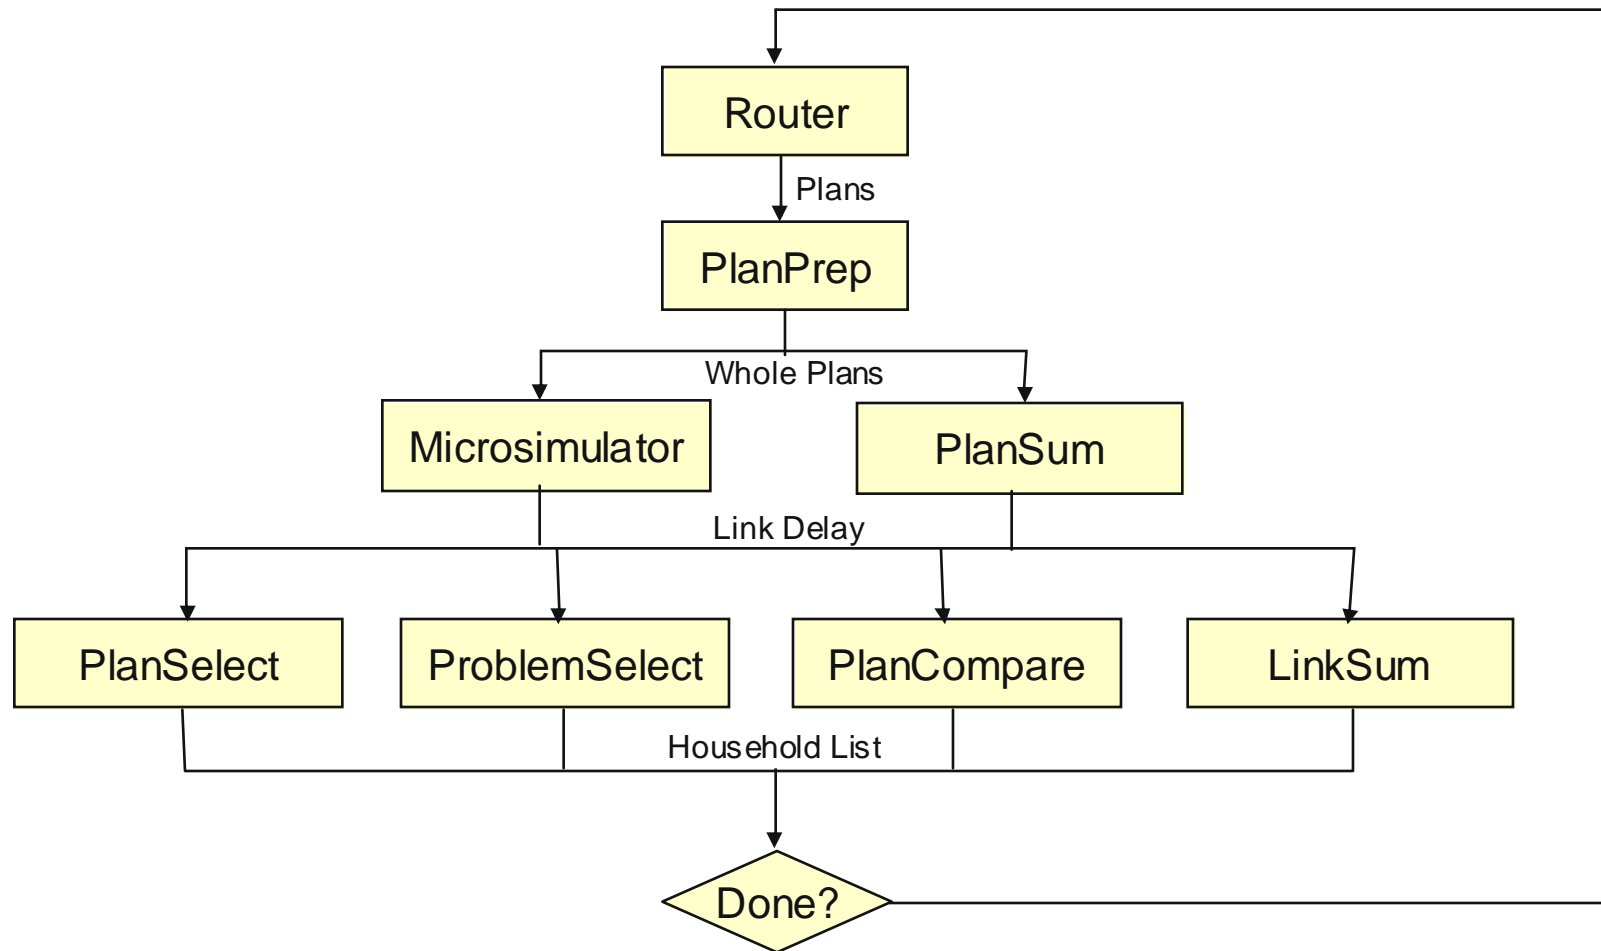 Router
Plans
PlanPrep
Whole Plans
Microsimulator
PlanSum
Link Delay
PlanSelect
ProblemSelect
PlanCompare
LinkSum
Household List
Done?